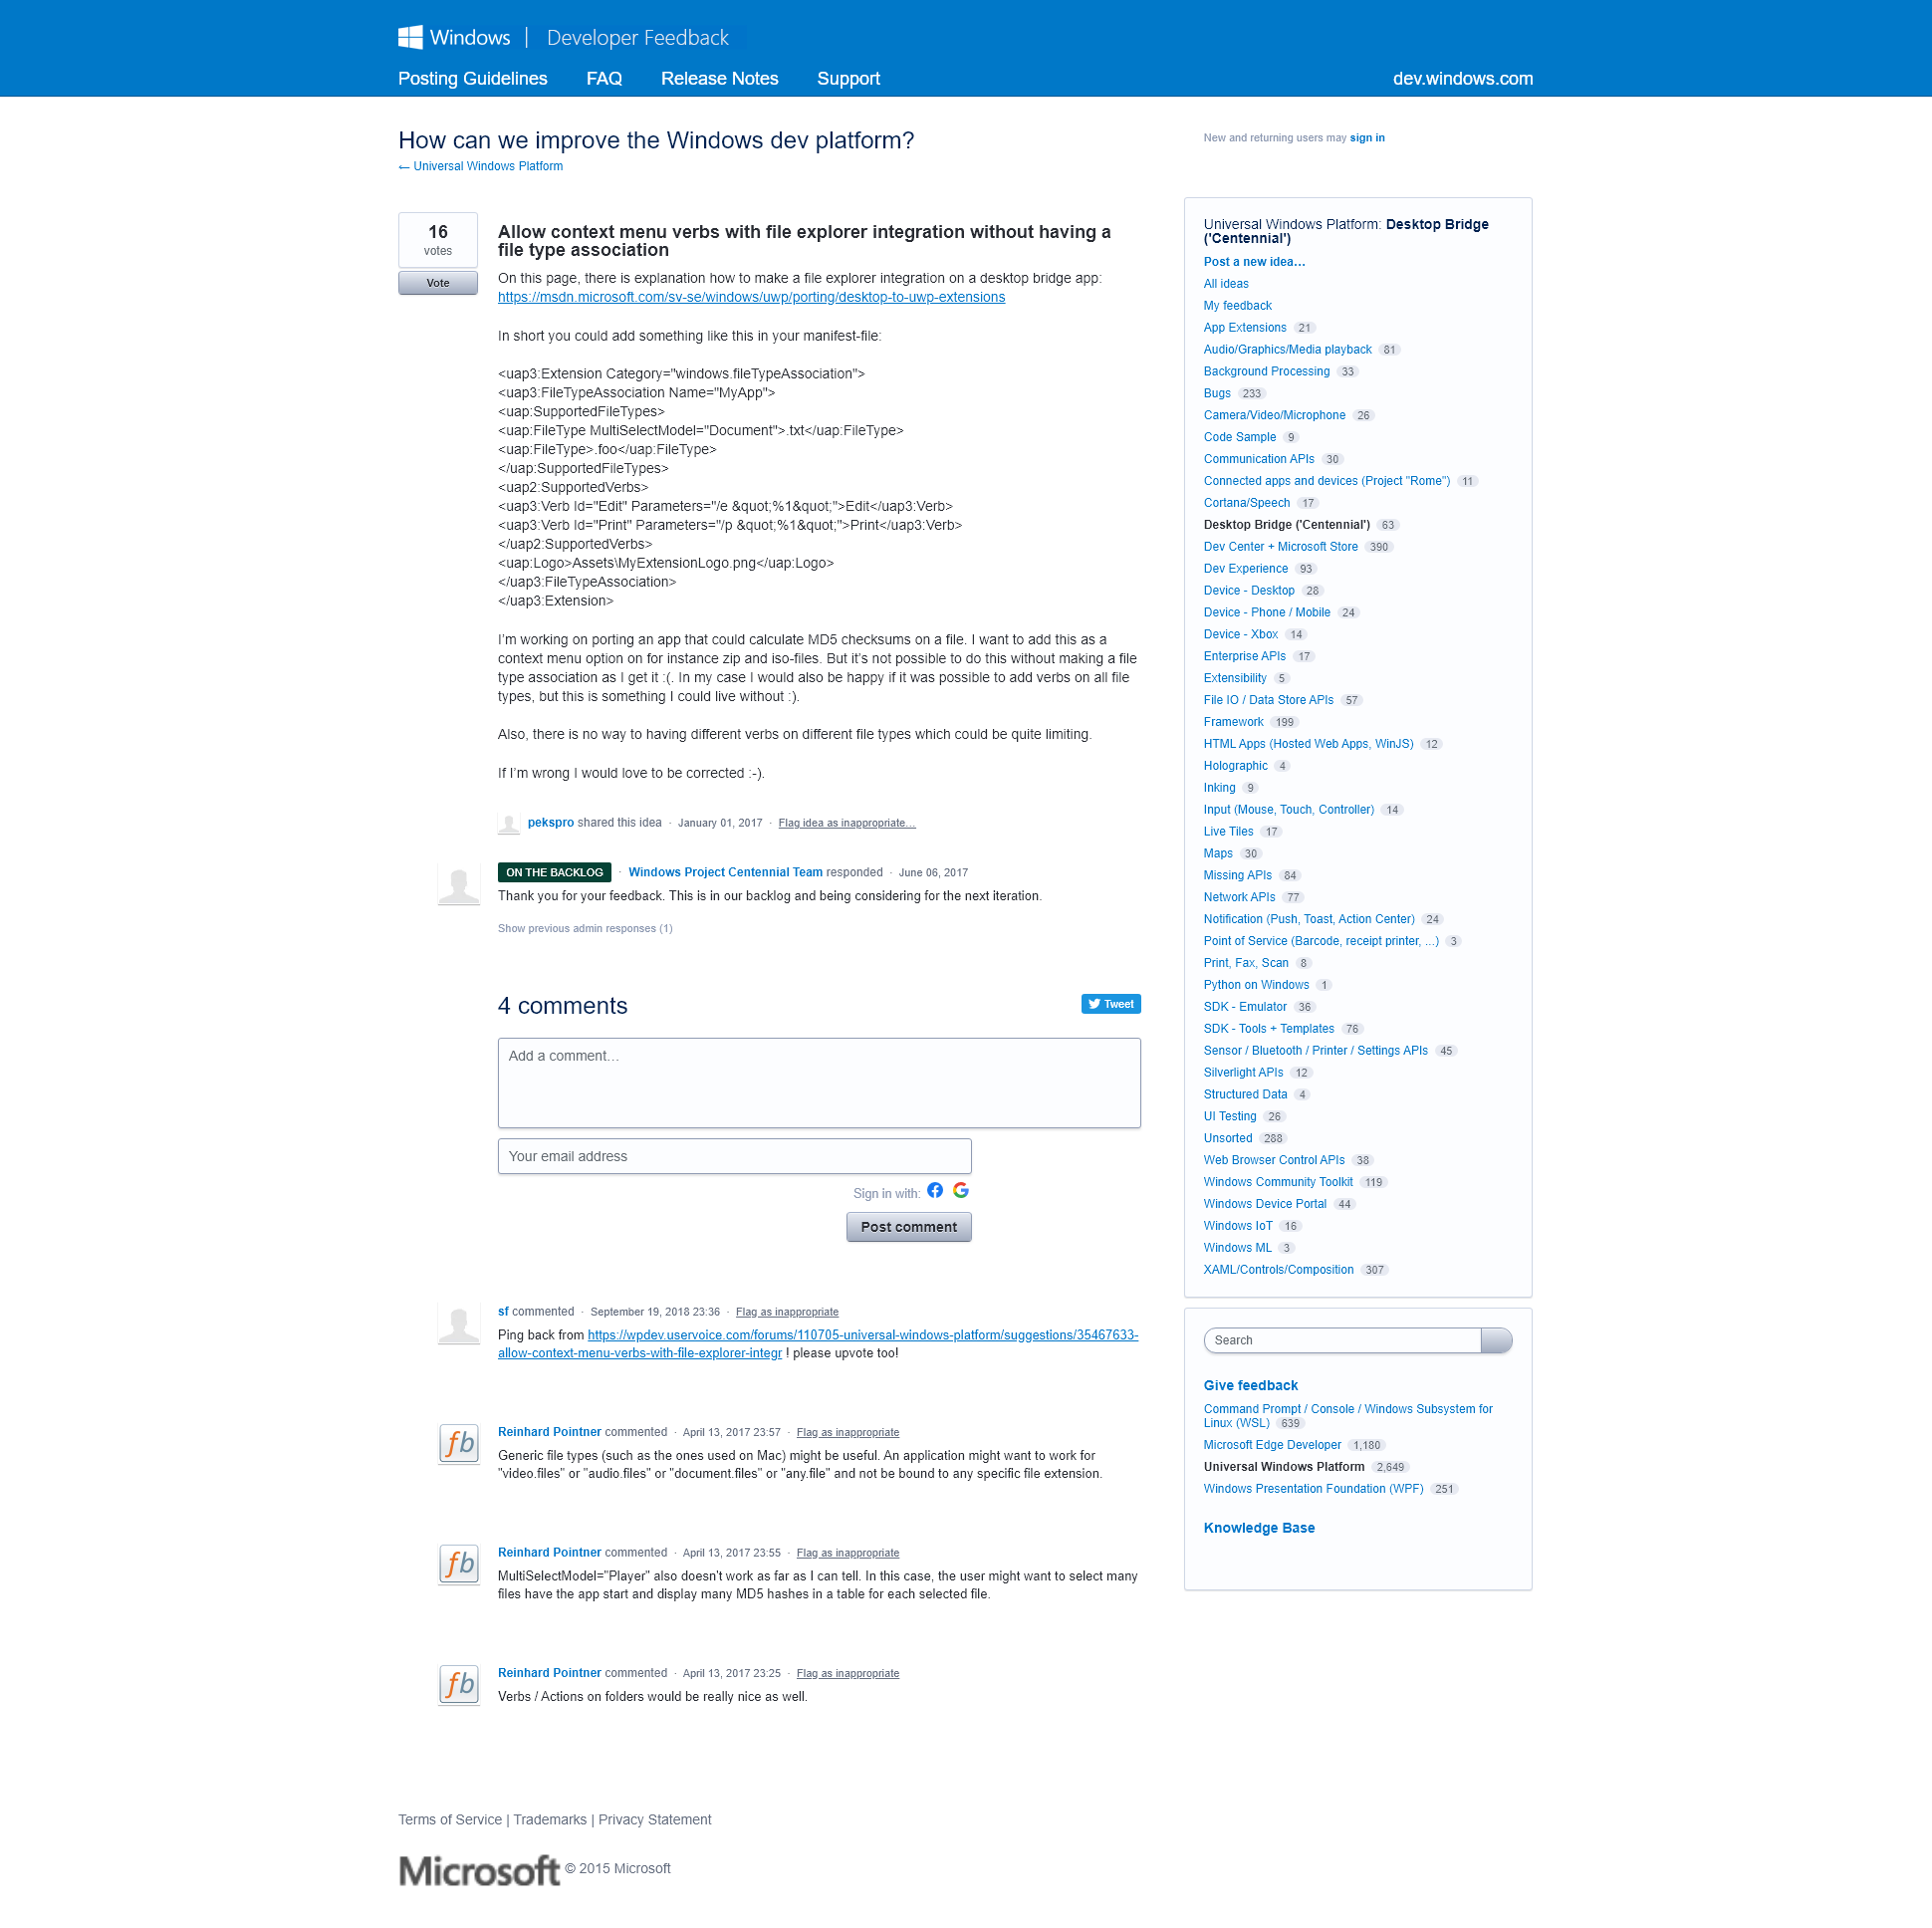 Windows | Developer Feedback
Posting Guidelines FAQ Release Notes Support dev.windows.com
How can we improve the Windows dev platform?
← Universal Windows Platform
New and returning users may sign in
16
votes
Vote
Allow context menu verbs with file explorer integration without having a
file type association
On this page, there is explanation how to make a file explorer integration on a desktop bridge app:
https://msdn.microsoft.com/sv-se/windows/uwp/porting/desktop-to-uwp-extensions
In short you could add something like this in your manifest-file:
<uap3:Extension Category="windows.fileTypeAssociation">
<uap3:FileTypeAssociation Name="MyApp">
<uap:SupportedFileTypes>
<uap:FileType MultiSelectModel="Document">.txt</uap:FileType>
<uap:FileType>.foo</uap:FileType>
</uap:SupportedFileTypes>
<uap2:SupportedVerbs>
<uap3:Verb Id="Edit" Parameters="/e &quot;%1&quot;">Edit</uap3:Verb>
<uap3:Verb Id="Print" Parameters="/p &quot;%1&quot;">Print</uap3:Verb>
</uap2:SupportedVerbs>
<uap:Logo>Assets\MyExtensionLogo.png</uap:Logo>
</uap3:FileTypeAssociation>
</uap3:Extension>
I'm working on porting an app that could calculate MD5 checksums on a file. I want to add this as a
context menu option on for instance zip and iso-files. But it's not possible to do this without making a file
type association as I get it :(. In my case I would also be happy if it was possible to add verbs on all file
types, but this is something I could live without :).
Also, there is no way to having different verbs on different file types which could be quite limiting.
If I'm wrong I would love to be corrected :-).
pekspro shared this idea · January 01, 2017 · Flag idea as inappropriate…
ON THE BACKLOG · Windows Project Centennial Team responded · June 06, 2017
Thank you for your feedback. This is in our backlog and being considering for the next iteration.
Show previous admin responses (1)
4 comments
Tweet
Add a comment…
Your email address
Sign in with:
Post comment
sf commented · September 19, 2018 23:36 · Flag as inappropriate
Ping back from https://wpdev.uservoice.com/forums/110705-universal-windows-platform/suggestions/35467633-
allow-context-menu-verbs-with-file-explorer-integr ! please upvote too!
fb
Reinhard Pointner commented · April 13, 2017 23:57 · Flag as inappropriate
Generic file types (such as the ones used on Mac) might be useful. An application might want to work for
"video.files" or "audio.files" or "document.files" or "any.file" and not be bound to any specific file extension.
fb
Reinhard Pointner commented · April 13, 2017 23:55 · Flag as inappropriate
MultiSelectModel="Player" also doesn't work as far as I can tell. In this case, the user might want to select many
files have the app start and display many MD5 hashes in a table for each selected file.
fb
Reinhard Pointner commented · April 13, 2017 23:25 · Flag as inappropriate
Verbs / Actions on folders would be really nice as well.
Universal Windows Platform: Desktop Bridge
('Centennial')
Post a new idea…
All ideas
My feedback
App Extensions 21
Audio/Graphics/Media playback 81
Background Processing 33
Bugs 233
Camera/Video/Microphone 26
Code Sample 9
Communication APIs 30
Connected apps and devices (Project "Rome") 11
Cortana/Speech 17
Desktop Bridge ('Centennial') 63
Dev Center + Microsoft Store 390
Dev Experience 93
Device - Desktop 28
Device - Phone / Mobile 24
Device - Xbox 14
Enterprise APIs 17
Extensibility 5
File IO / Data Store APIs 57
Framework 199
HTML Apps (Hosted Web Apps, WinJS) 12
Holographic 4
Inking 9
Input (Mouse, Touch, Controller) 14
Live Tiles 17
Maps 30
Missing APIs 84
Network APIs 77
Notification (Push, Toast, Action Center) 24
Point of Service (Barcode, receipt printer, ...) 3
Print, Fax, Scan 8
Python on Windows 1
SDK - Emulator 36
SDK - Tools + Templates 76
Sensor / Bluetooth / Printer / Settings APIs 45
Silverlight APIs 12
Structured Data 4
UI Testing 26
Unsorted 288
Web Browser Control APIs 38
Windows Community Toolkit 119
Windows Device Portal 44
Windows IoT 16
Windows ML 3
XAML/Controls/Composition 307
Search
Give feedback
Command Prompt / Console / Windows Subsystem for
Linux (WSL) 639
Microsoft Edge Developer 1,180
Universal Windows Platform 2,649
Windows Presentation Foundation (WPF) 251
Knowledge Base
Terms of Service | Trademarks | Privacy Statement
Microsoft © 2015 Microsoft